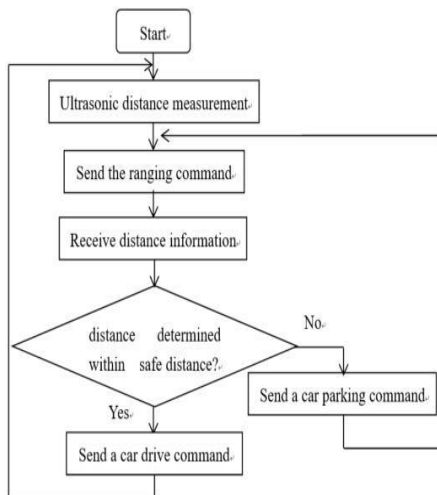 Start
Ultrasonic distance measurement
Send the ranging command
Receive distance information
distance determined
within safe distance?
No
Send a car parking command
Yes
Send a car drive command